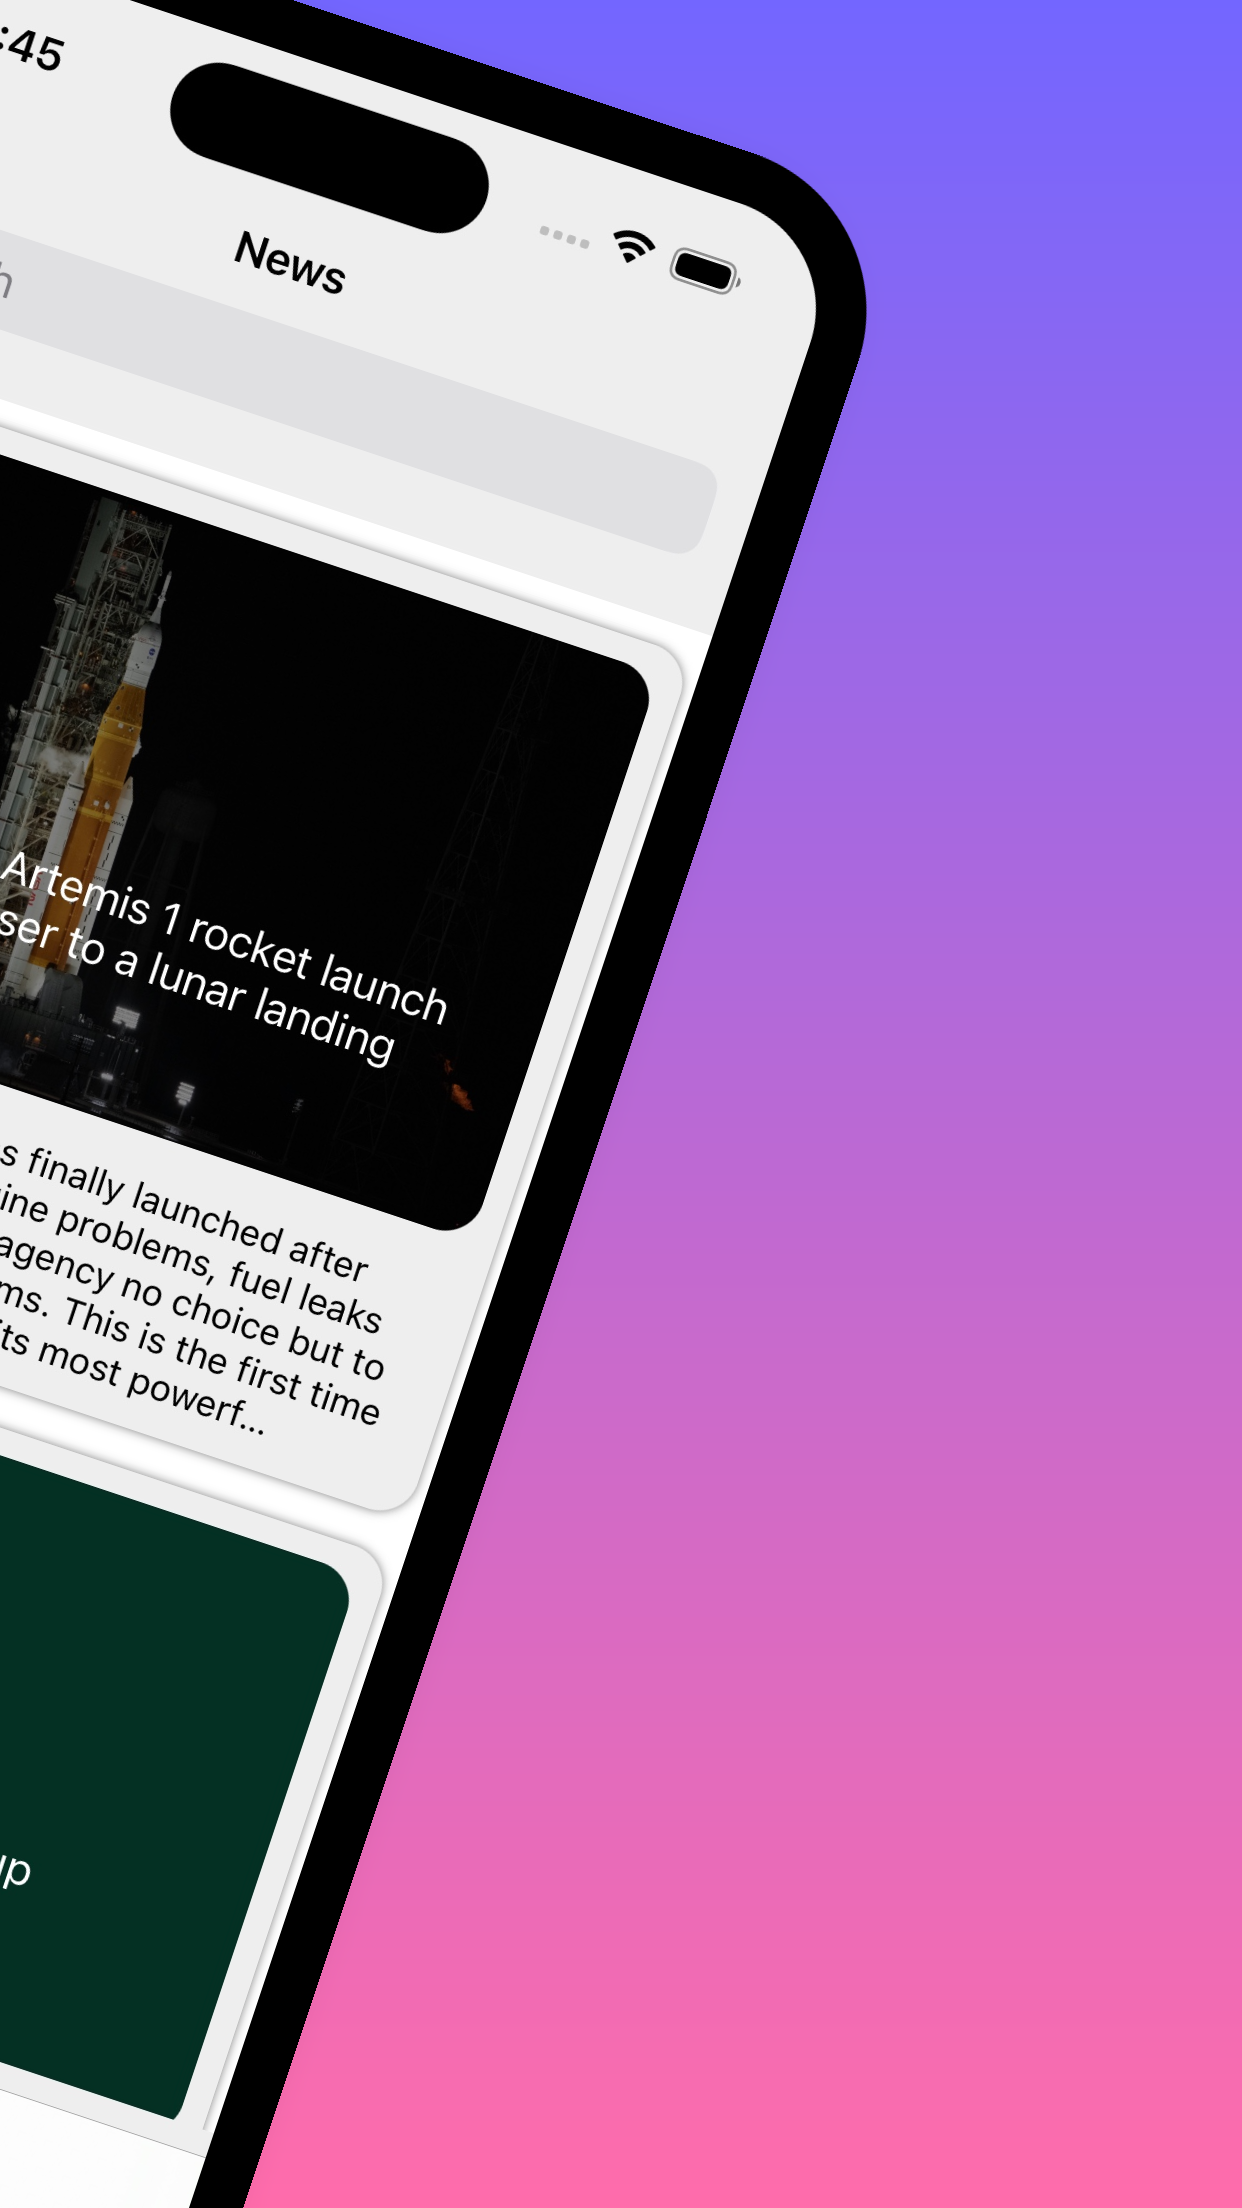 :45
News
h
Artemis 1 rocket launch
ser to a lunar landing
s finally launched after
ine problems, fuel leaks
agency no choice but to
ms. This is the first time
its most powerf...
up